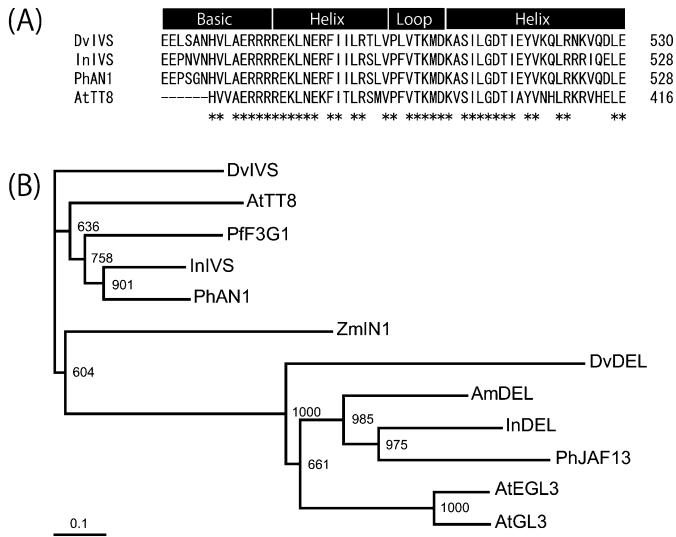 (A)
Basic Helix Loop Helix
DvIVS EELSANHVLAERRRREKLNERFIILRTLVPLVTKMDKASILGDTIEYVKQLRNKVQDLE 530
InIVS EEPNVNHVLAERRRREKLNERFIILRSLVPFVTKMDKASILGDTIEYVKQLRRRIQELE 528
PhAN1 EEPSGNHVLAERRRREKLNERFIILRSLVPFVTKMDKASILGDTIEYVKQLRKKVQDLE 528
AtTT8 ------HVVAERRRREKLNEKFITLRSMVPFVTKMDKVSILGDTIAYVNHLRKRVHELE 416
** ***** ****** ** ** ** ****** ******* ** ** **
(B)
DvIVS
AtTT8
636
PfF3G1
758
InIVS
901
PhAN1
ZmIN1
604
DvDEL
AmDEL
1000
985
InDEL
975
PhJAF13
661
AtEGL3
1000
AtGL3
0.1